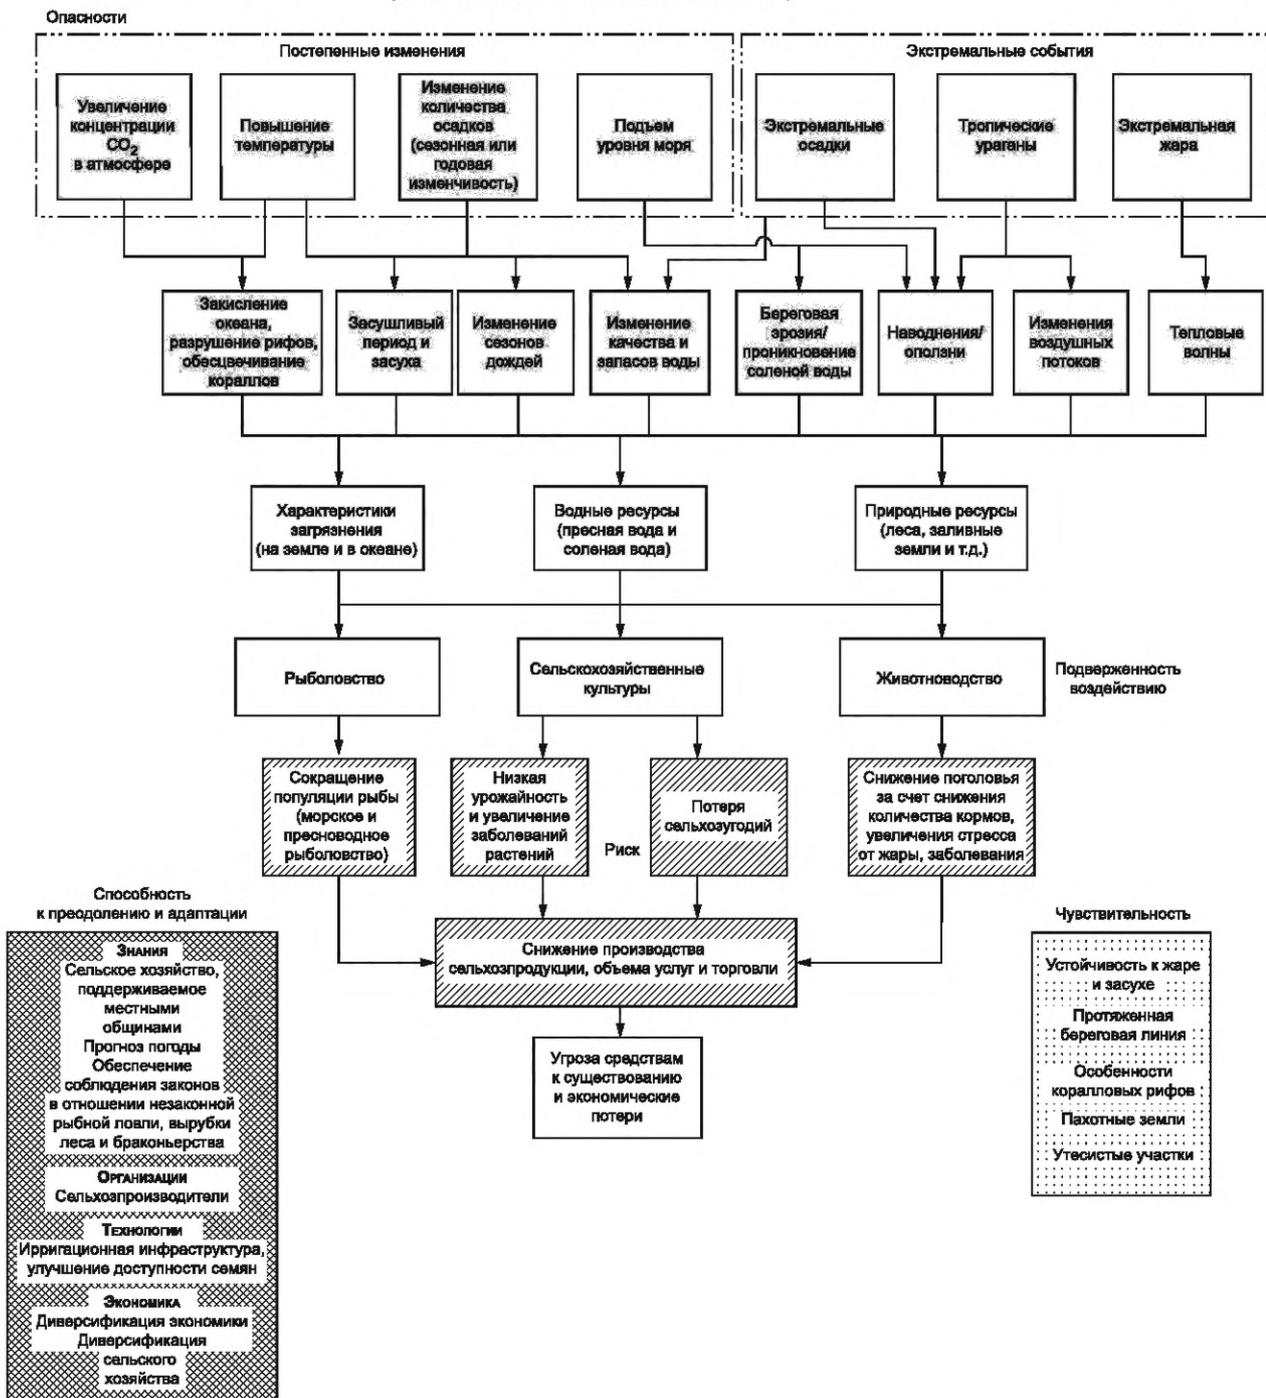 Опасности
Постепенные изменения
Экстремальные события
Увеличение
концентрации
CO2
в атмосфере
Повышение
температуры
Изменение
количества
осадков
(сезонная или
годовая
изменчивость)
Подъем
уровня моря
Экстремальные
осадки
Тропические
ураганы
Экстремальная
жара
Закисление
океана,
разрушение рифов,
обесцвечивание
кораллов
Засушливый
период и
засуха
Изменение
сезонов
дождей
Изменение
качества и
запасов воды
Береговая
эрозия/
проникновение
соленой воды
Наводнения/
оползни
Изменения
воздушных
потоков
Тепловые
волны
Характеристики
загрязнения
(на земле и в океане)
Водные ресурсы
(пресная вода и
соленая вода)
Природные ресурсы
(леса, заливные
земли и т.д.)
Рыболовство
Сельскохозяйственные
культуры
Животноводство
Подверженность
воздействию
Сокращение
популяции рыбы
(морское и
пресноводное
рыболовство)
Низкая
урожайность
и увеличение
заболеваний
растений
Риск
Потеря
сельхозугодий
Снижение поголовья
за счет снижения
количества кормов,
увеличения стресса
от жары, заболевания
Снижение производства
сельхозпродукции, объема услуг и торговли
Угроза средствам
к существованию
и экономические
потери
Способность
к преодолению и адаптации
Знания
Сельское хозяйство,
поддерживаемое
местными
общинами
Прогноз погоды
Обеспечение
соблюдения законов
в отношении незаконной
рыбной ловли, вырубки
леса и браконьерства
Организации
Сельхозпроизводители
Технологии
Ирригационная инфраструктура,
улучшение доступности семян
Экономика
Диверсификация экономики
Диверсификация
сельского
хозяйства
Чувствительность
Устойчивость к жаре
и засухе
Протяженная
береговая линия
Особенности
коралловых рифов
Пахотные земли
Утесистые участки